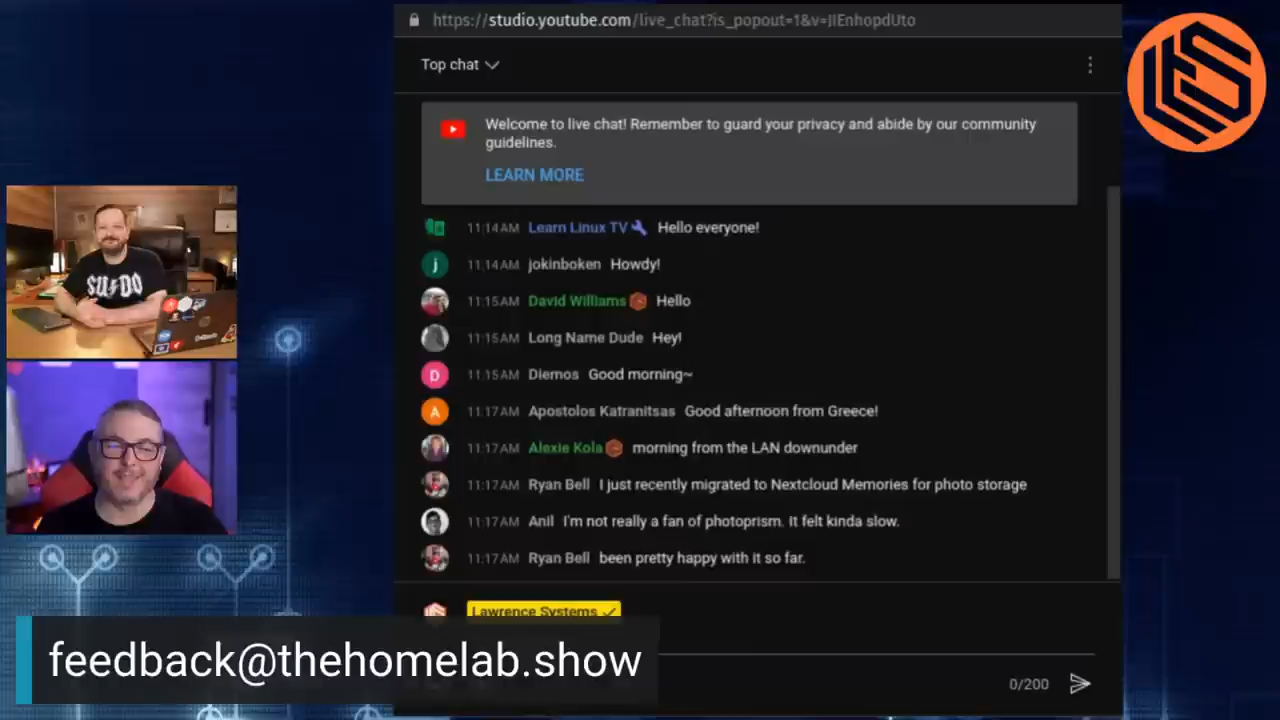 https://studio.youtube.com/live_chat?is_popout=1&v=JIEnhopdUto
Top chat
Welcome to live chat! Remember to guard your privacy and abide by our community
guidelines.
LEARN MORE
11:14 AM Learn Linux TV Hello everyone!
11:14 AM jokinboken Howdy!
11:15 AM David Williams Hello
11:15 AM Long Name Dude Hey!
11:15 AM Diemos Good morning~
11:17 AM Apostolos Katranitsas Good afternoon from Greece!
11:17 AM Alexie Kola morning from the LAN downunder
11:17 AM Ryan Bell I just recently migrated to Nextcloud Memories for photo storage
11:17 AM Anil I'm not really a fan of photoprism. It felt kinda slow.
11:17 AM Ryan Bell been pretty happy with it so far.
Lawrence Systems
0/200
feedback@thehomelab.show
SU DO
j
D
A